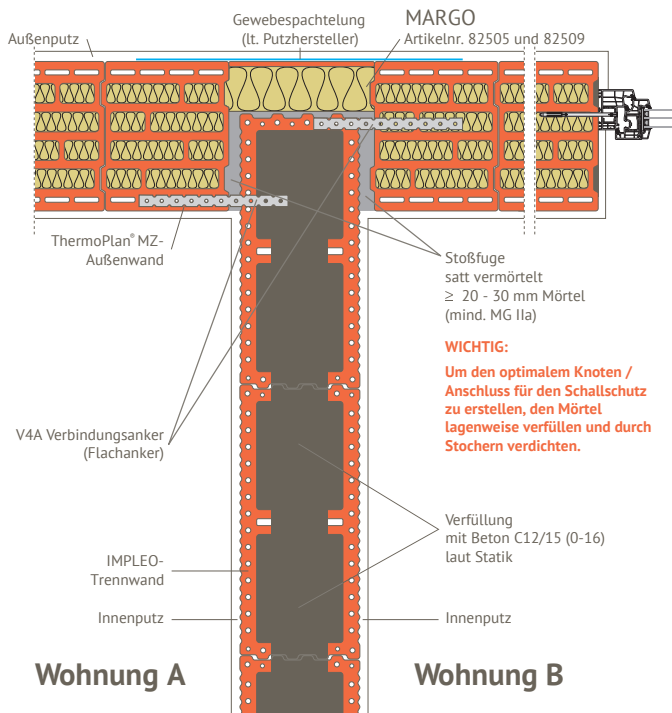 Außenputz
Gewebespachtelung
(lt. Putzhersteller)
MARGO
Artikelnr. 82505 und 82509
ThermoPlan® MZ-
Außenwand
Stoßfuge
satt vermörtelt
≥ 20 - 30 mm Mörtel
(mind. MG IIa)
WICHTIG:
Um den optimalem Knoten /
Anschluss für den Schallschutz
zu erstellen, den Mörtel
lagenweise verfüllen und durch
Stochern verdichten.
V4A Verbindungsanker
(Flachanker)
Verfüllung
mit Beton C12/15 (0-16)
laut Statik
IMPLEO-
Trennwand
Innenputz
Innenputz
Wohnung A
Wohnung B